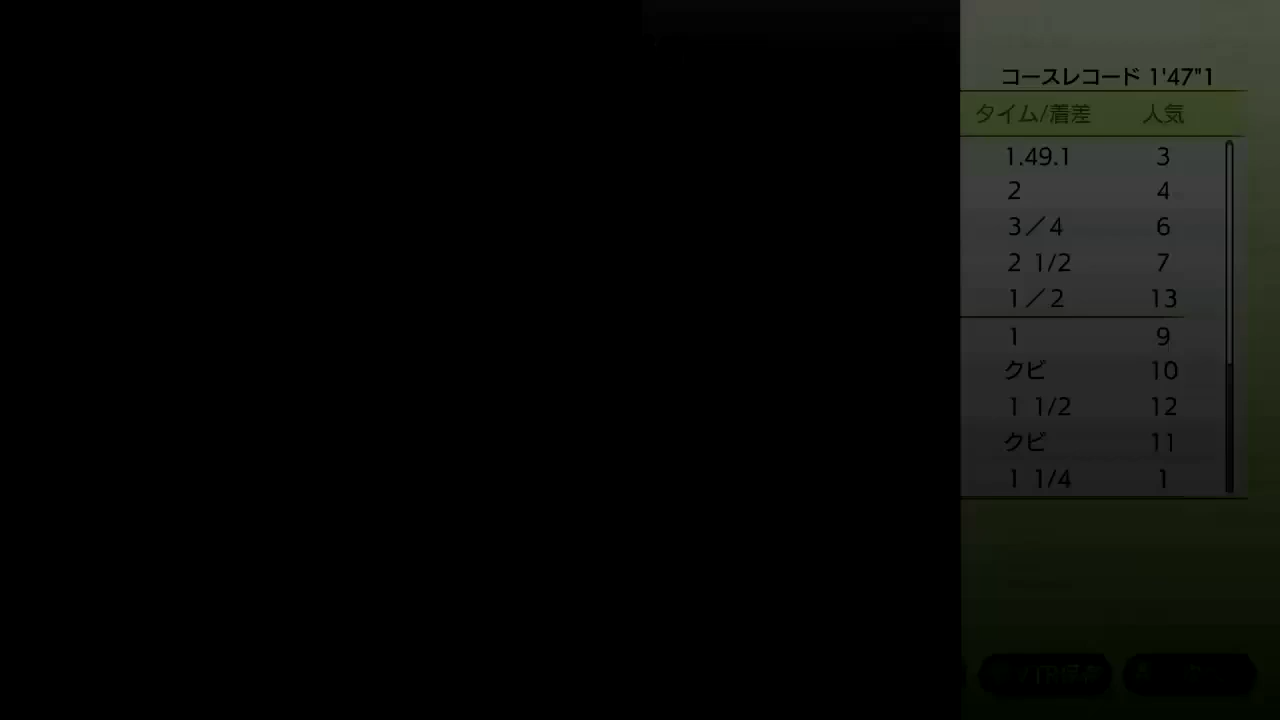 コースレコード 1'47"1
タイム/着差 人気
1.49.1 3
2 4
3／4 6
2 1/2 7
1／2 13
1 9
クビ 10
1 1/2 12
クビ 11
1 1/4 1